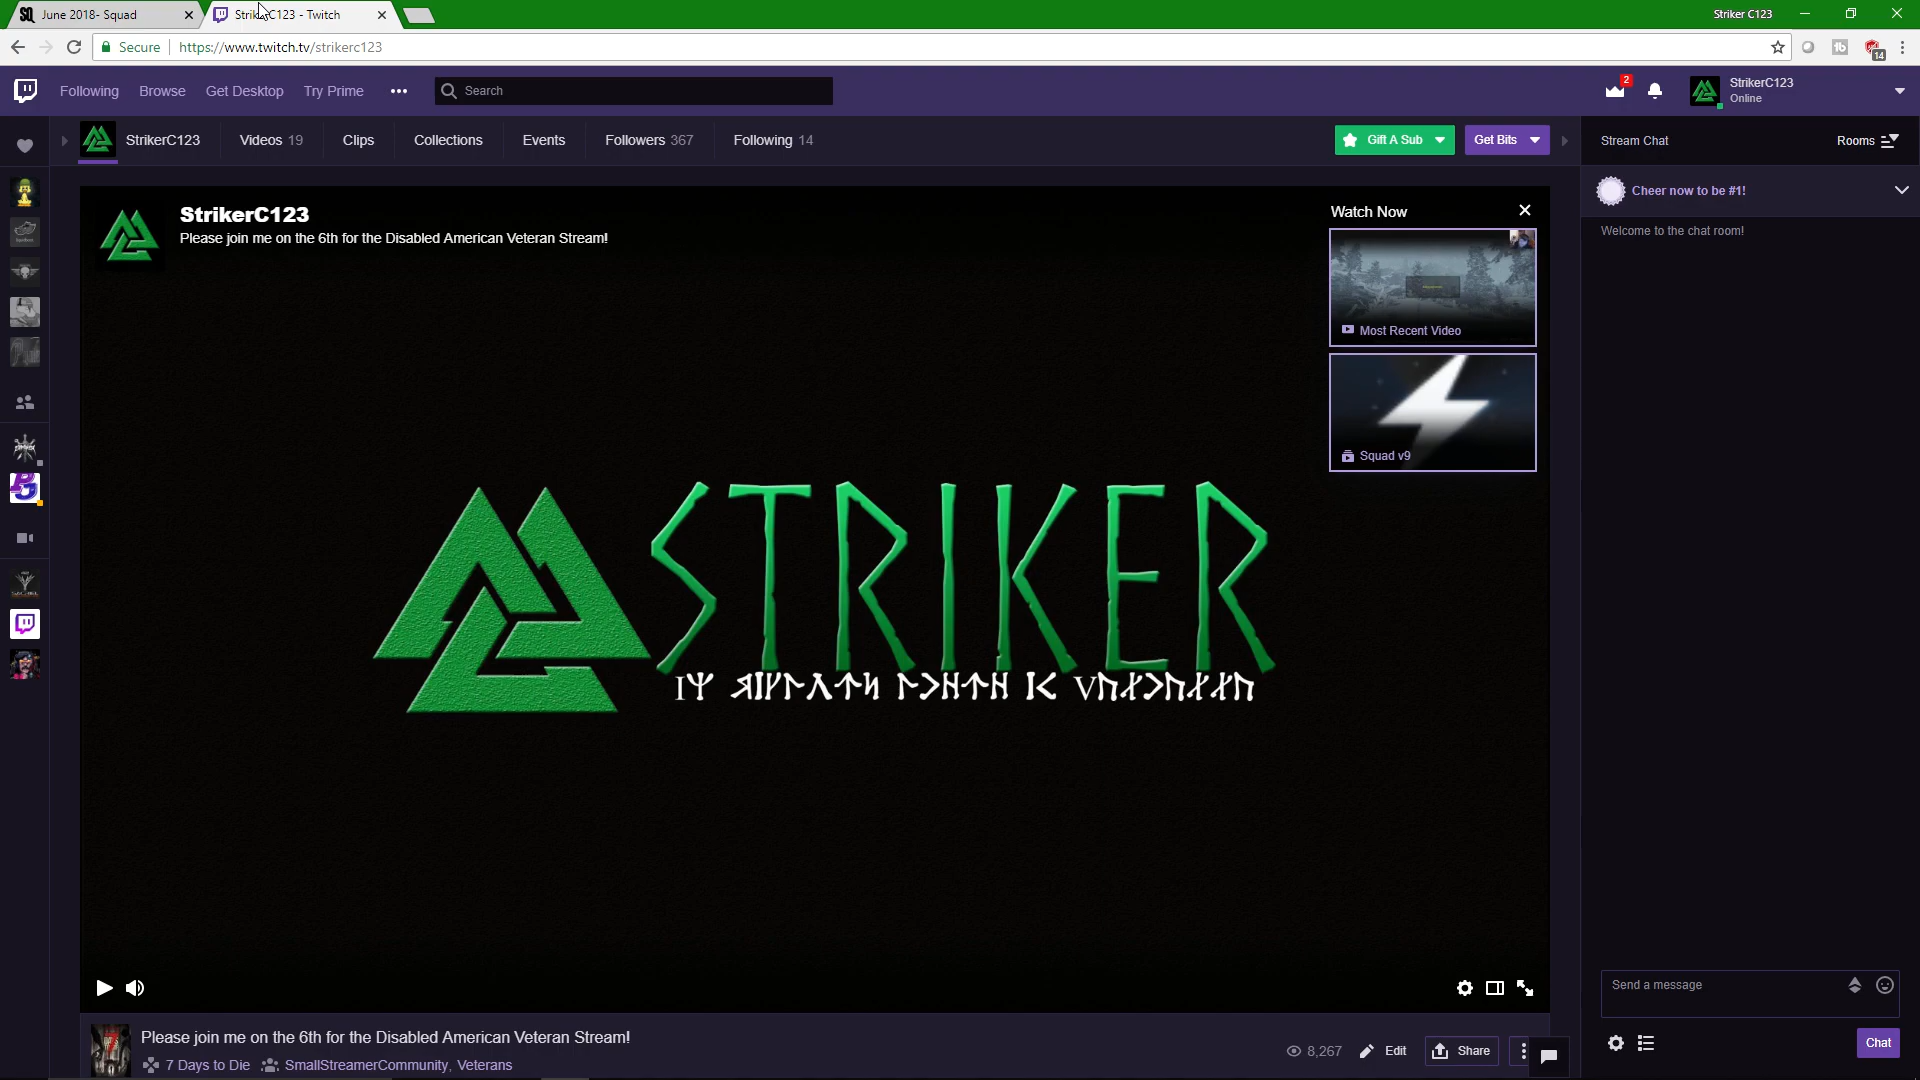 June 2018- Squad
StrikerC123 - Twitch
Striker C123
Secure
https://www.twitch.tv/strikerc123
14
Following
Browse
Get Desktop
Try Prime
Search
2
StrikerC123
Online
StrikerC123
Videos 19
Clips
Collections
Events
Followers 367
Following 14
Gift A Sub
Get Bits
Stream Chat
Rooms
Cheer now to be #1!
Welcome to the chat room!
StrikerC123
Please join me on the 6th for the Disabled American Veteran Stream!
Watch Now
Most Recent Video
Squad v9
STRIKER
Please join me on the 6th for the Disabled American Veteran Stream!
7 Days to Die
SmallStreamerCommunity, Veterans
8,267
Edit
Share
Send a message
Chat